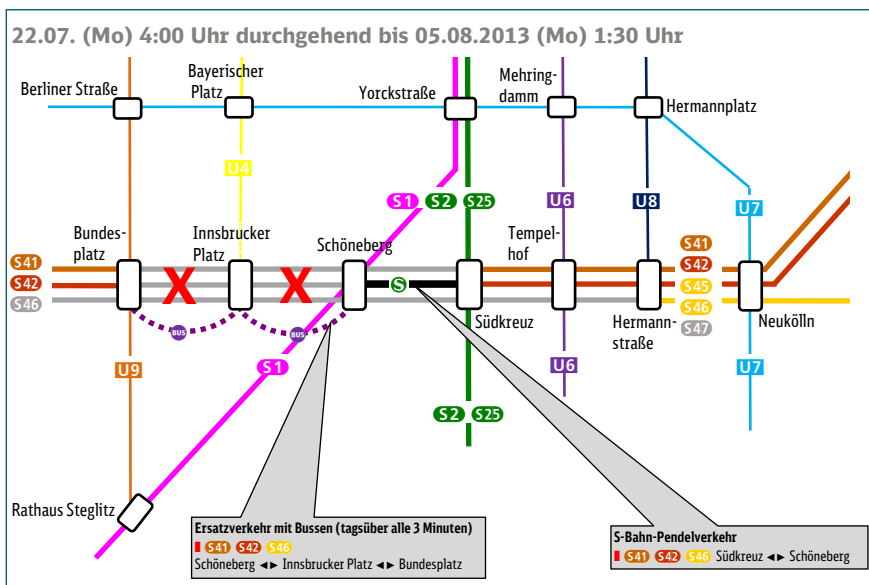 22.07. (Mo) 4:00 Uhr durchgehend bis 05.08.2013 (Mo) 1:30 Uhr
Berliner Straße
Bayerischer
Platz
Yorckstraße
Mehring-
damm
Hermannplatz
U4
S1 S2 S25
U6
U8
U7
Bundes-
platz
Innsbrucker
Platz
Schöneberg
Tempel-
hof
S41
S42
S46
X
X
S
S41
S42
S45
S46
S47
BUS
BUS
Südkreuz
Hermann-
straße
Neukölln
U9
S1
U6
U7
S2 S25
Rathaus Steglitz
Ersatzverkehr mit Bussen (tagsüber alle 3 Minuten)
S41 S42 S46
Schöneberg ◄► Innsbrucker Platz ◄► Bundesplatz
S-Bahn-Pendelverkehr
S41 S42 S46 Südkreuz ◄► Schöneberg